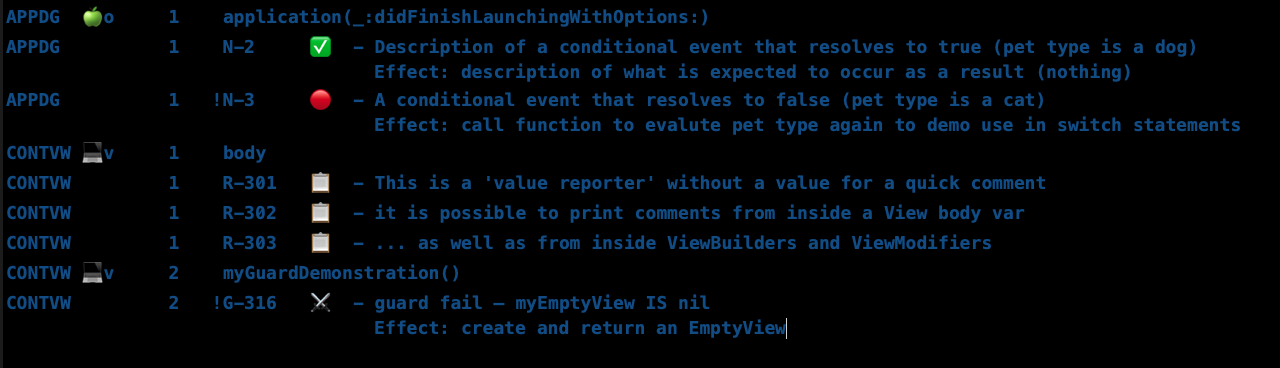 APPDG 🍏o 1 application(_:didFinishLaunchingWithOptions:)
APPDG 1 N–2 ✅ – Description of a conditional event that resolves to true (pet type is a dog)
Effect: description of what is expected to occur as a result (nothing)
APPDG 1 !N–3 🔴 – A conditional event that resolves to false (pet type is a cat)
Effect: call function to evalute pet type again to demo use in switch statements
CONTVW 💻v 1 body
CONTVW 1 R–301 📋 – This is a 'value reporter' without a value for a quick comment
CONTVW 1 R–302 📋 – it is possible to print comments from inside a View body var
CONTVW 1 R–303 📋 – ... as well as from inside ViewBuilders and ViewModifiers
CONTVW 💻v 2 myGuardDemonstration()
CONTVW 2 !G–316 ⚔️ – guard fail – myEmptyView IS nil
Effect: create and return an EmptyView